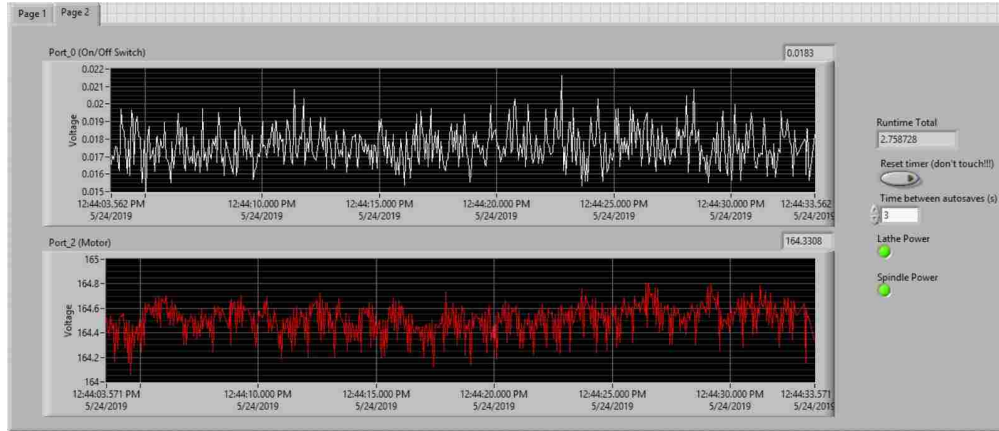 Page 1 Page 2
Port_0 (On/Off Switch) 0.0183
0.022
0.021
0.02
0.019
0.018
0.017
0.016
0.015
Voltage
12:44:03.562 PM 12:44:10.000 PM 12:44:15.000 PM 12:44:20.000 PM 12:44:25.000 PM 12:44:30.000 PM 12:44:33.562
5/24/2019 5/24/2019 5/24/2019 5/24/2019 5/24/2019 5/24/2019 5/24/2019
Port_2 (Motor) 164.3308
165
164.8
164.6
164.4
164.2
164
Voltage
12:44:03.571 PM 12:44:10.000 PM 12:44:15.000 PM 12:44:20.000 PM 12:44:25.000 PM 12:44:30.000 PM 12:44:33.571
5/24/2019 5/24/2019 5/24/2019 5/24/2019 5/24/2019 5/24/2019 5/24/2019
Runtime Total
2.758728
Reset timer (don't touch!!!)
Time between autosaves (s)
3
Lathe Power
Spindle Power